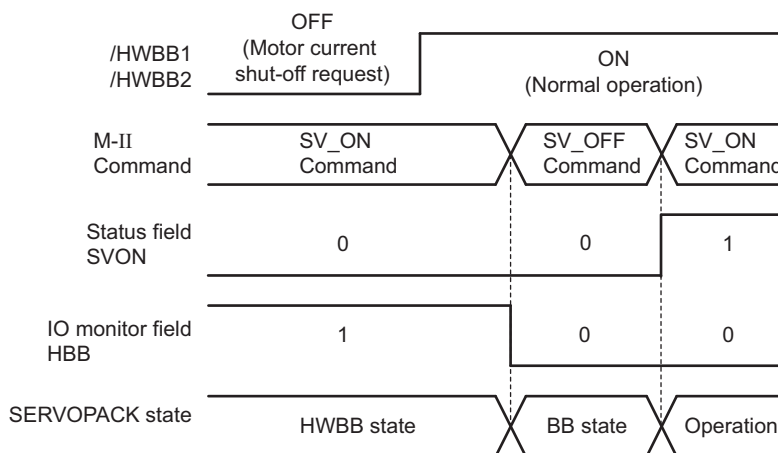 OFF
(Motor current
shut-off request)
/HWBB1
/HWBB2
ON
(Normal operation)
M-II
Command
SV_ON
Command
SV_OFF
Command
SV_ON
Command
Status field
SVON
0
0
1
IO monitor field
HBB
1
0
0
SERVOPACK state
HWBB state
BB state
Operation